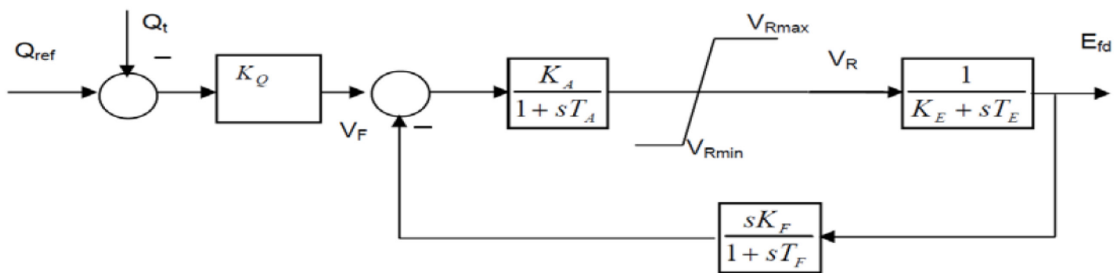 Q_ref
Q_t
−
K_Q
V_F
−
K_A
1 + sT_A
V_Rmax
V_Rmin
V_R
1
K_E + sT_E
E_fd
sK_F
1 + sT_F